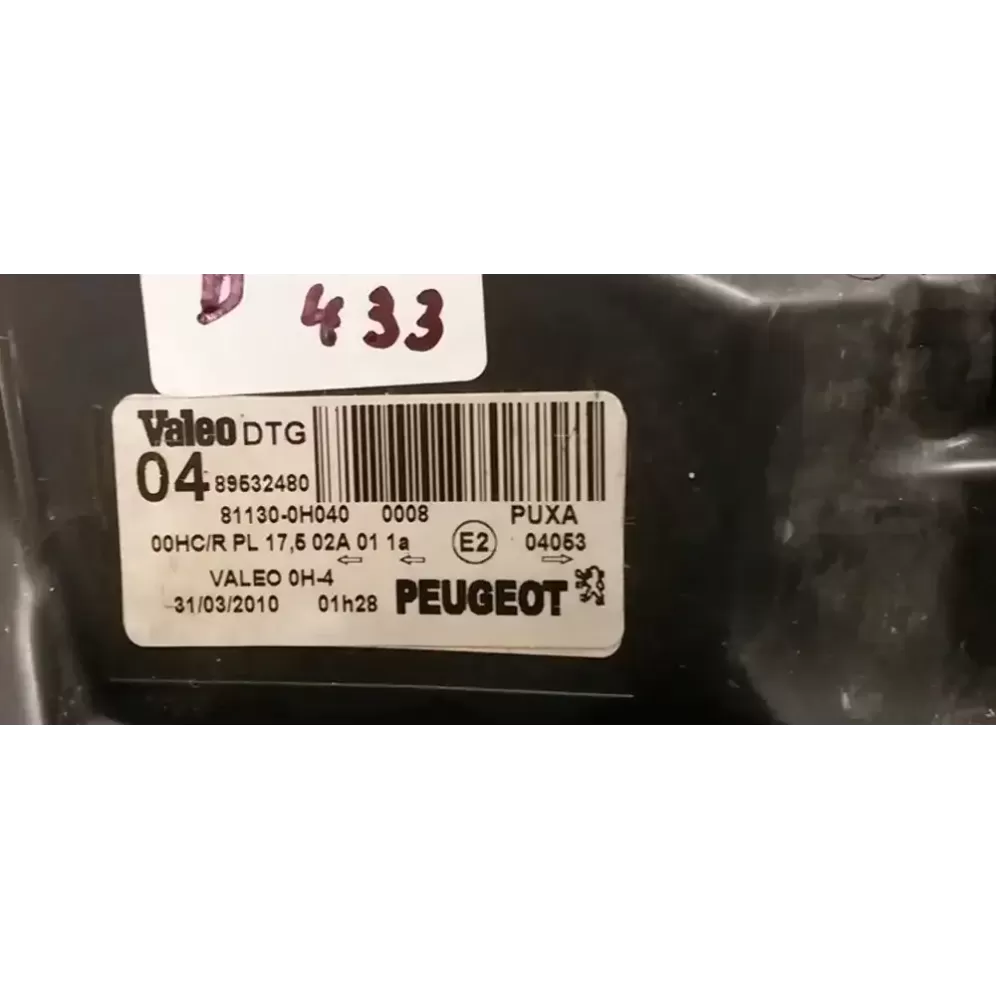 D 433
Valeo DTG
04 89532480
81130-0H040 0008 PUXA
00HC/R PL 17,5 02A 01 1a E2 04053
← ← →
VALEO 0H-4
31/03/2010 01h28 PEUGEOT